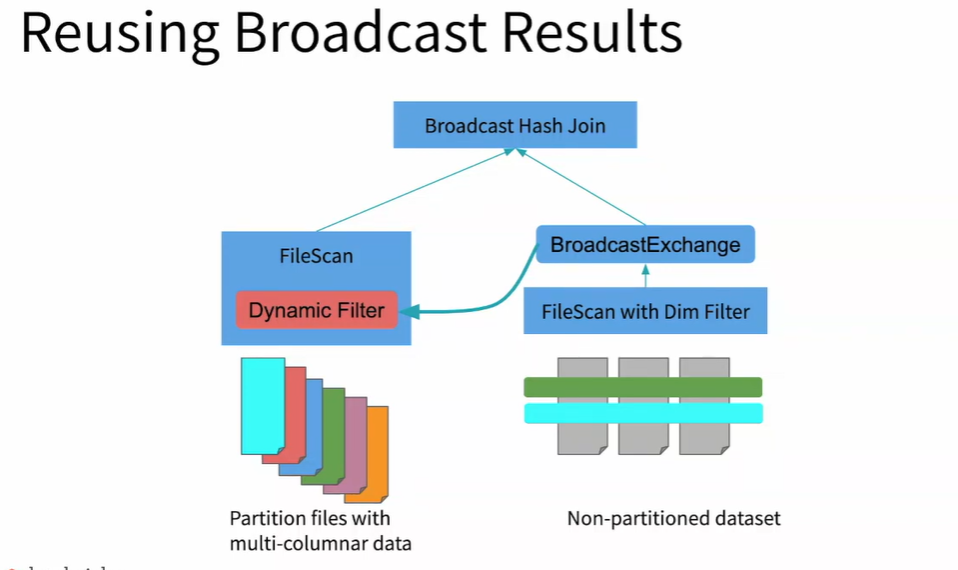 Reusing Broadcast Results
Broadcast Hash Join
FileScan
BroadcastExchange
Dynamic Filter
FileScan with Dim Filter
Partition files with
multi-columnar data
Non-partitioned dataset